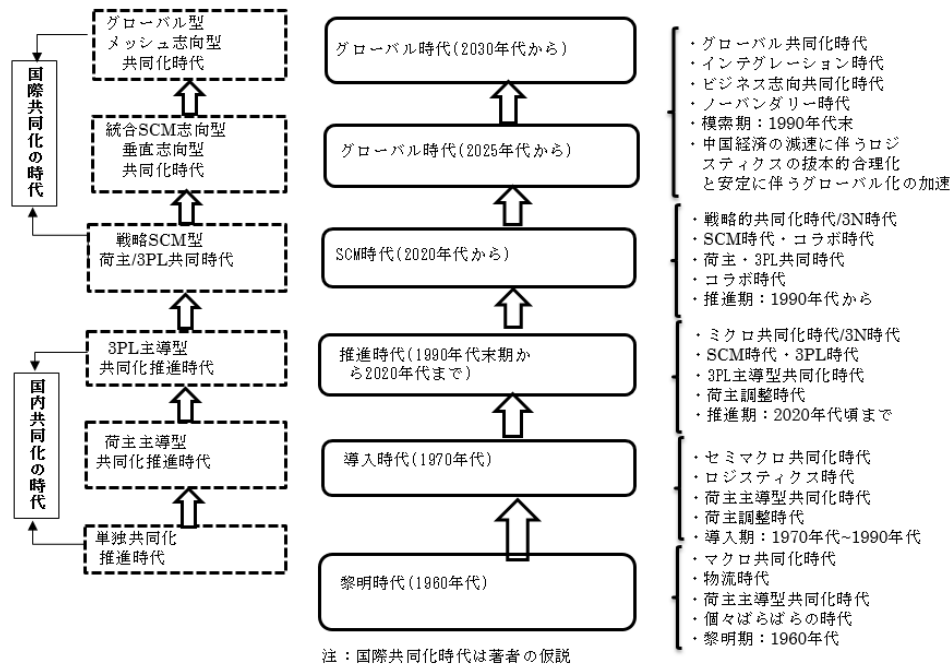 グローバル型
メッシュ志向型
共同化時代
統合SCM志向型
垂直志向型
共同化時代
戦略SCM型
荷主/3PL共同時代
3PL主導型
共同化推進時代
荷主主導型
共同化推進時代
単独共同化
推進時代
国際共同化の時代
国内共同化の時代
グローバル時代(2030年代から)
グローバル時代(2025年代から)
SCM時代(2020年代から)
推進時代(1990年代末期か
ら2020年代まで)
導入時代(1970年代)
黎明時代(1960年代)
・グローバル共同化時代
・インテグレーション時代
・ビジネス志向共同化時代
・ノーバンダリー時代
・模索期：1990年代末
・中国経済の減速に伴うロジ
スティクスの抜本的合理化
と安定に伴うグローバル化の加速
・戦略的共同化時代/3N時代
・SCM時代・コラボ時代
・荷主・3PL共同時代
・コラボ時代
・推進期：1990年代から
・ミクロ共同化時代/3N時代
・SCM時代・3PL時代
・3PL主導型共同化時代
・荷主調整時代
・推進期：2020年代頃まで
・セミマクロ共同化時代
・ロジスティクス時代
・荷主主導型共同化時代
・荷主調整時代
・導入期：1970年代~1990年代
・マクロ共同化時代
・物流時代
・荷主主導型共同化時代
・個々ばらばらの時代
・黎明期：1960年代
注：国際共同化時代は著者の仮説